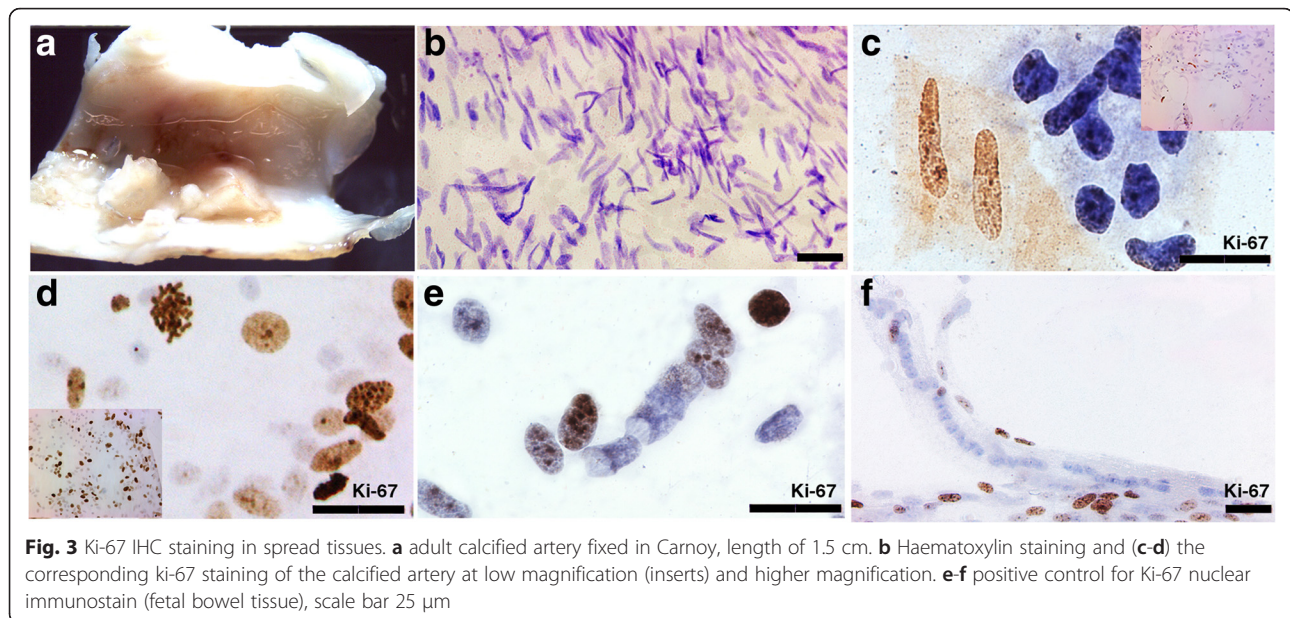 a
b
c
Ki-67
d
Ki-67
e
Ki-67
f
Ki-67
Fig. 3 Ki-67 IHC staining in spread tissues. a adult calcified artery fixed in Carnoy, length of 1.5 cm. b Haematoxylin staining and (c-d) the
corresponding ki-67 staining of the calcified artery at low magnification (inserts) and higher magnification. e-f positive control for Ki-67 nuclear
immunostain (fetal bowel tissue), scale bar 25 μm